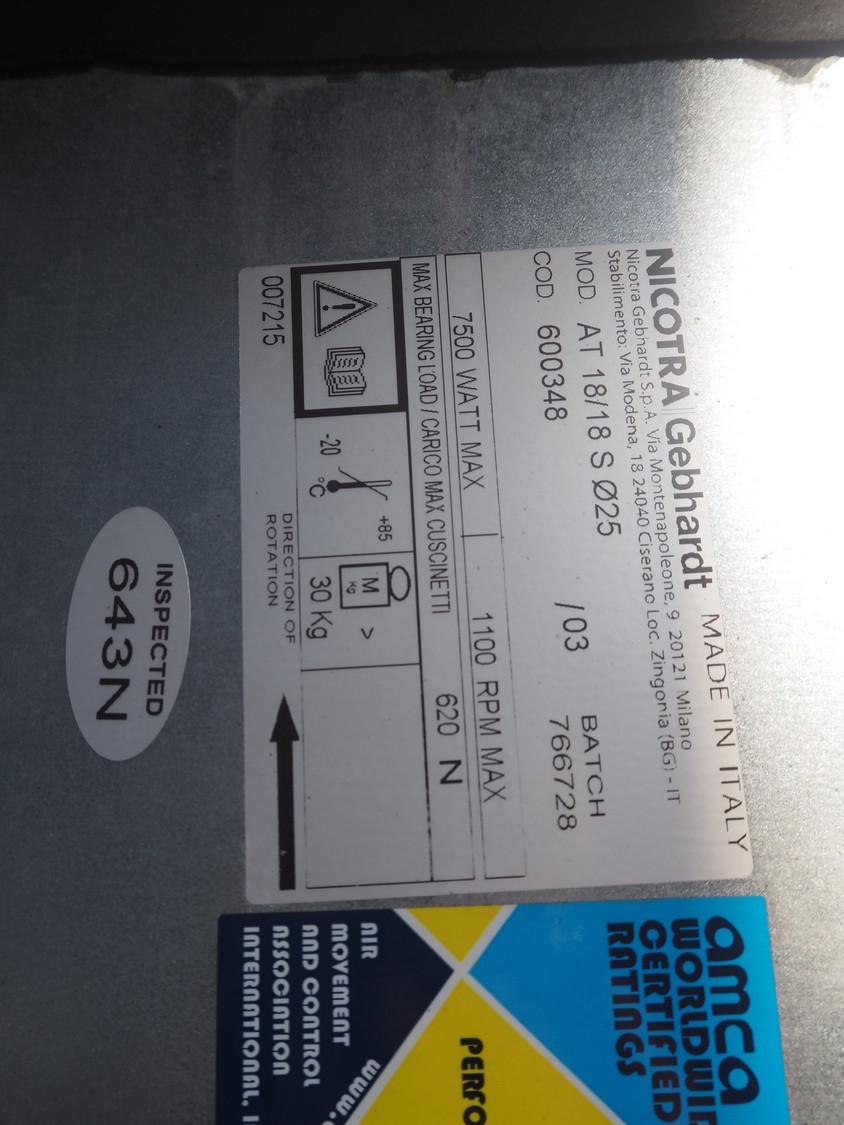 NICOTRA Gebhardt MADE IN ITALY
Nicotra Gebhardt S.p.A. Via Montenapoleone, 9 20121 Milano
Stabilimento: Via Modena, 18 24040 Ciserano Loc. Zingonia (BG) - IT
MOD. AT 18/18 S Ø25 BATCH
COD. 600348 /03 766728
7500 WATT MAX 1100 RPM MAX
MAX BEARING LOAD / CARICO MAX CUSCINETTI 620 N
-20 °C +85
M Kg > 30 Kg
007215
DIRECTION OF
ROTATION
INSPECTED
643N
amca
WORLDWI
CERTIFIED
RATINGS
AIR
MOVEMENT
AND CONTROL
ASSOCIATION
INTERNATIONAL, I
PERFO
www.